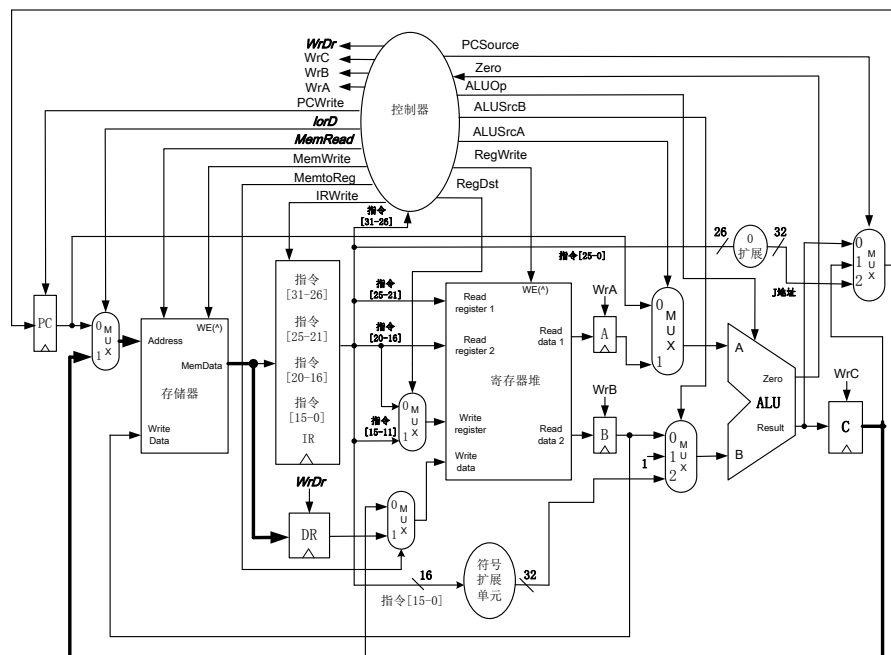 WrDr
WrC
WrB
WrA
PCWrite
IorD
MemRead
MemWrite
MemtoReg
IRWrite
控制器
PCSource
Zero
ALUOp
ALUSrcB
ALUSrcA
RegWrite
RegDst
指令
[31-26]
26
0
扩展
32
指令[25-0]
J地址
0
1
2
M
U
X
PC
0
1
M
U
X
WE(^)
Address
MemData
存储器
Write
Data
指令
[31-26]
指令
[25-21]
指令
[20-16]
指令
[15-0]
IR
指令
[25-21]
指令
[20-16]
指令
[15-11]
0
1
M
U
X
WE(^)
Read
register 1
Read
register 2
Write
register
Write
data
Read
data 1
Read
data 2
寄存器堆
WrA
A
WrB
B
0
1
M
U
X
0
1
2
M
U
X
1
A
B
Zero
ALU
Result
WrC
C
WrDr
DR
0
1
M
U
X
16
指令[15-0]
符号
扩展
单元
32